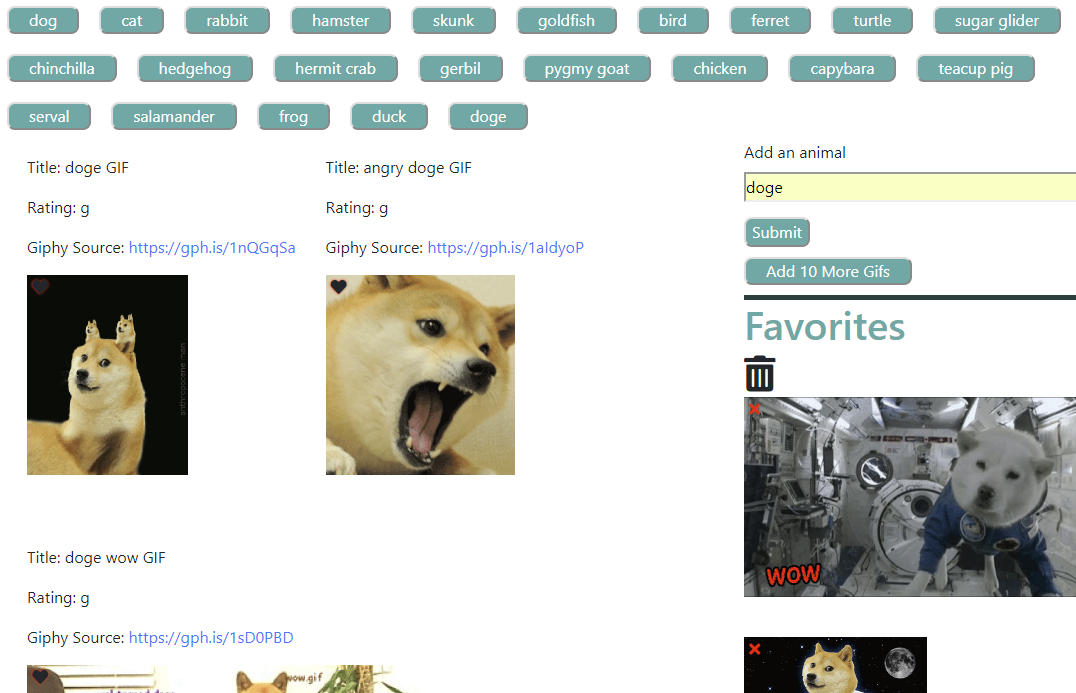 dog cat rabbit hamster skunk goldfish bird ferret turtle sugar glider
chinchilla hedgehog hermit crab gerbil pygmy goat chicken capybara teacup pig
serval salamander frog duck doge
Title: doge GIF
Rating: g
Giphy Source: https://gph.is/1nQGqSa
Title: angry doge GIF
Rating: g
Giphy Source: https://gph.is/1aIdyoP
Title: doge wow GIF
Rating: g
Giphy Source: https://gph.is/1sD0PBD
wow.gif
Add an animal
doge
Submit
Add 10 More Gifs
Favorites
WOW